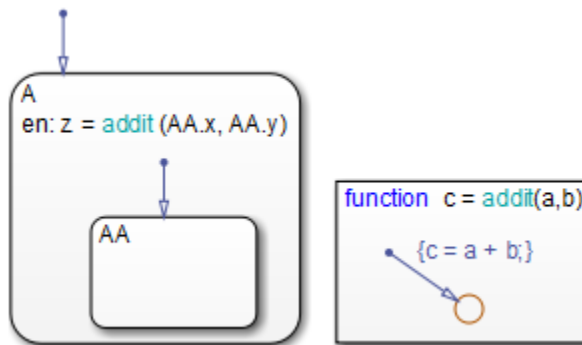 A
en: z = addit (AA.x, AA.y)
AA
function c = addit(a,b)
{c = a + b;}